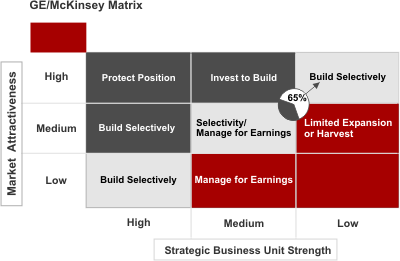 GE/McKinsey Matrix
Market Attractiveness
High
Protect Position
Invest to Build
Build Selectively
65%
Medium
Build Selectively
Selectivity/
Manage for Earnings
Limited Expansion
or Harvest
Low
Build Selectively
Manage for Earnings
High
Medium
Low
Strategic Business Unit Strength